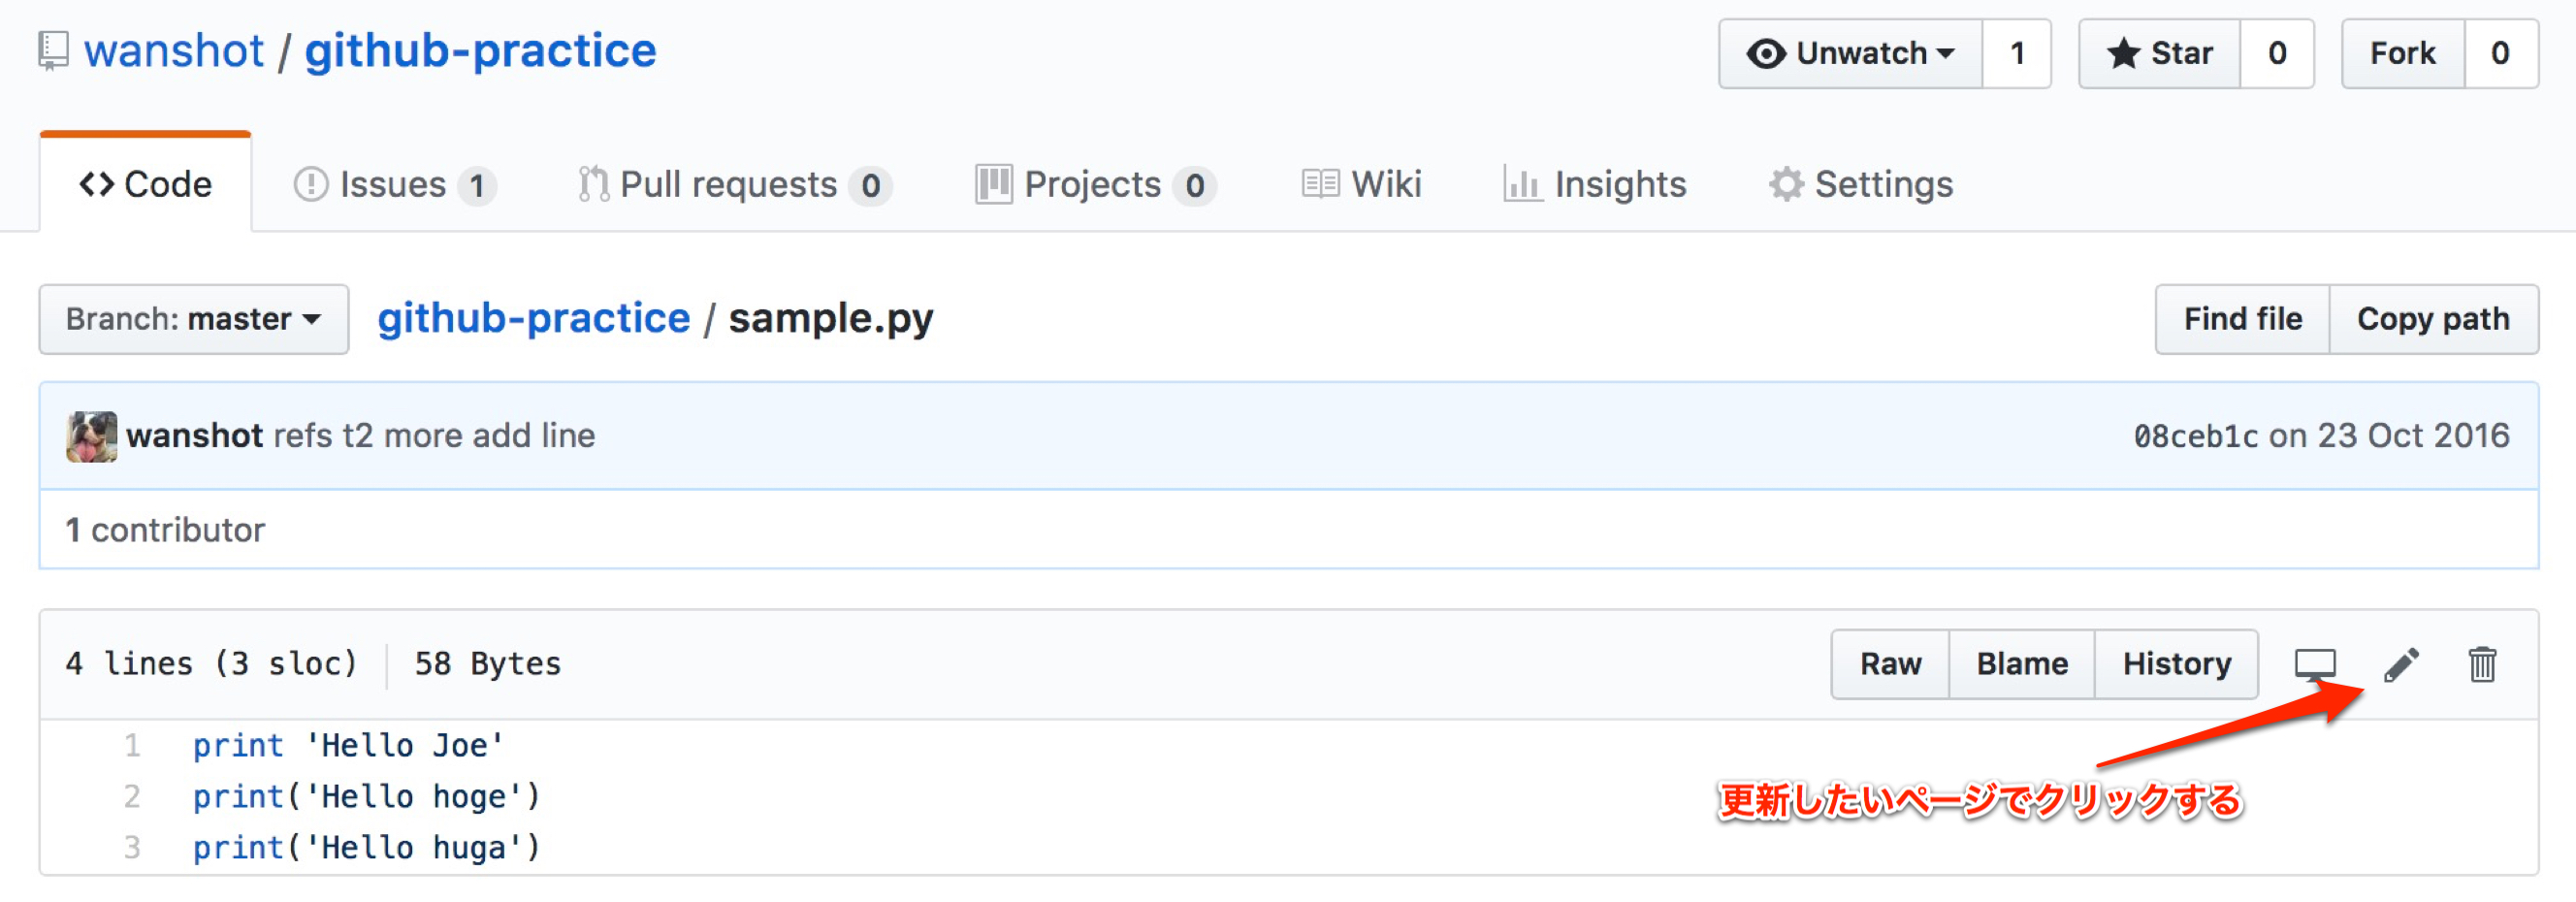 wanshot / github-practice
Unwatch 1 Star 0 Fork 0
Code Issues 1 Pull requests 0 Projects 0 Wiki Insights Settings
Branch: master github-practice / sample.py Find file Copy path
wanshot refs t2 more add line 08ceb1c on 23 Oct 2016
1 contributor
4 lines (3 sloc) 58 Bytes Raw Blame History
1 print 'Hello Joe'
2 print('Hello hoge')
3 print('Hello huga')
更新したいページでクリックする